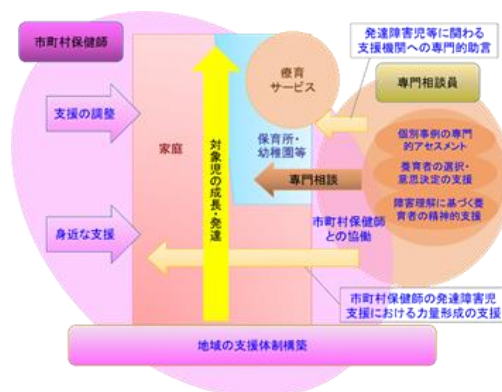 市町村保健師
発達障害児等に関わる
支援機関への専門的助言
療育
サービス
専門相談員
支援の調整
家庭
対象児の成長・発達
保育所・
幼稚園等
個別事例の専門
的アセスメント
専門相談
養育者の選択・
意思決定の支援
障害理解に基づく養
育者の精神的支援
身近な支援
市町村保健師
との協働
市町村保健師の発達障害児
支援における力量形成の支援
地域の支援体制構築